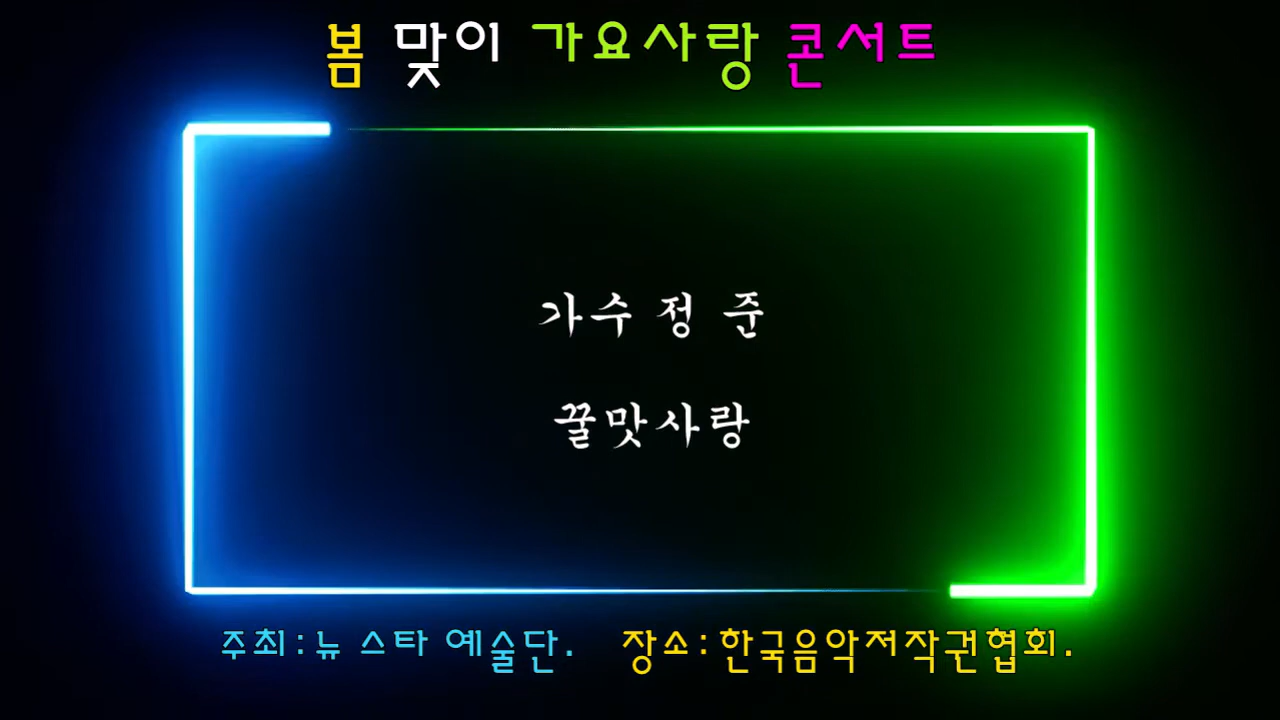 봄 맞이 가요사랑 콘서트
가수 정 준
꿀맛사랑
주최:뉴 스타 예술단. 장소:한국음악저작권협회.